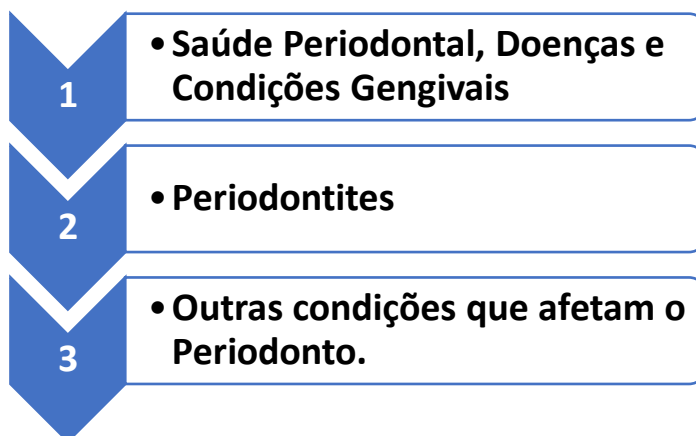 1
• Saúde Periodontal, Doenças e
Condições Gengivais
2
• Periodontites
3
• Outras condições que afetam o
Periodonto.